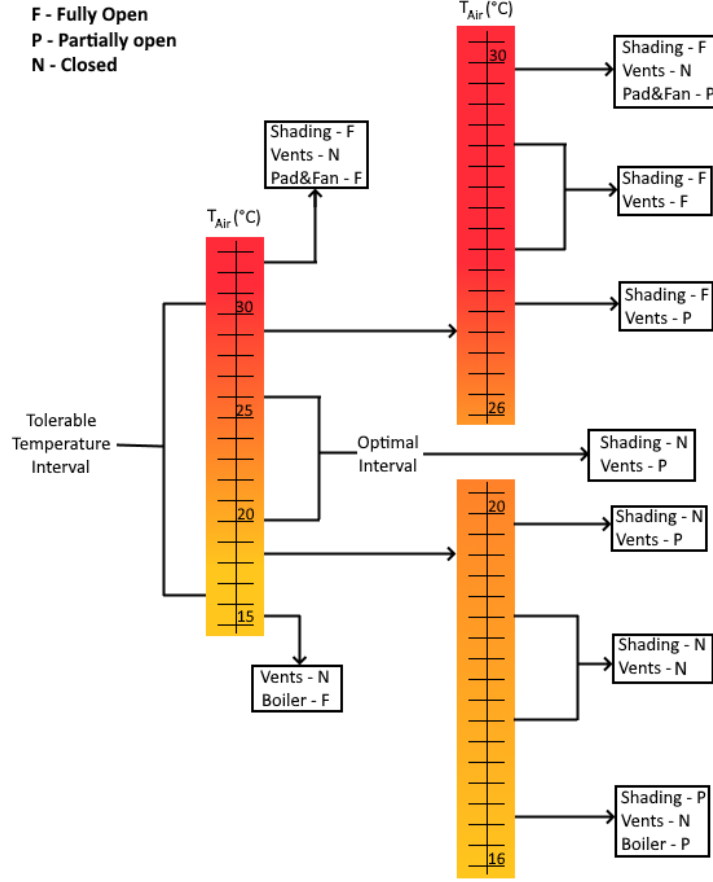 F - Fully Open
P - Partially open
N - Closed
T_Air (°C)
30
26
Shading - F
Vents - N
Pad&Fan - P
Shading - F
Vents - F
Shading - F
Vents - P
Shading - F
Vents - N
Pad&Fan - F
T_Air (°C)
30
25
20
15
Tolerable
Temperature
Interval
Optimal
Interval
Shading - N
Vents - P
20
16
Shading - N
Vents - P
Shading - N
Vents - N
Vents - N
Boiler - F
Shading - P
Vents - N
Boiler - P